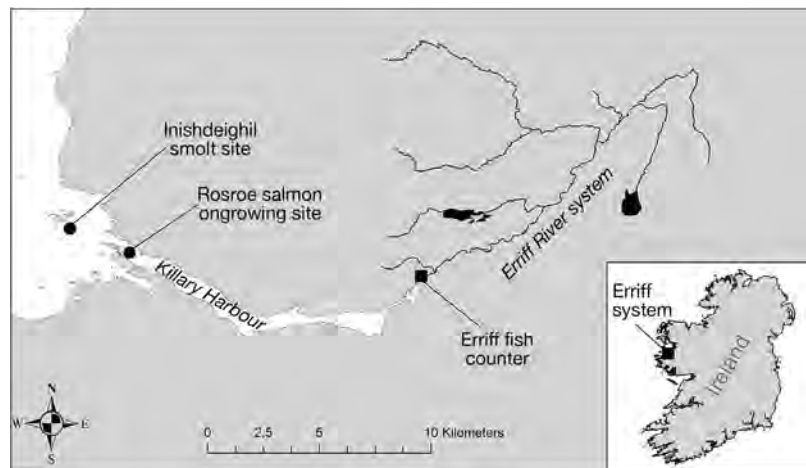 Inishdeighil
smolt site
Rosroe salmon
ongrowing site
Killary Harbour
Erriff River system
Erriff fish
counter
Erriff
system
Ireland
N
W
E
S
0 2.5 5 10 Kilometers